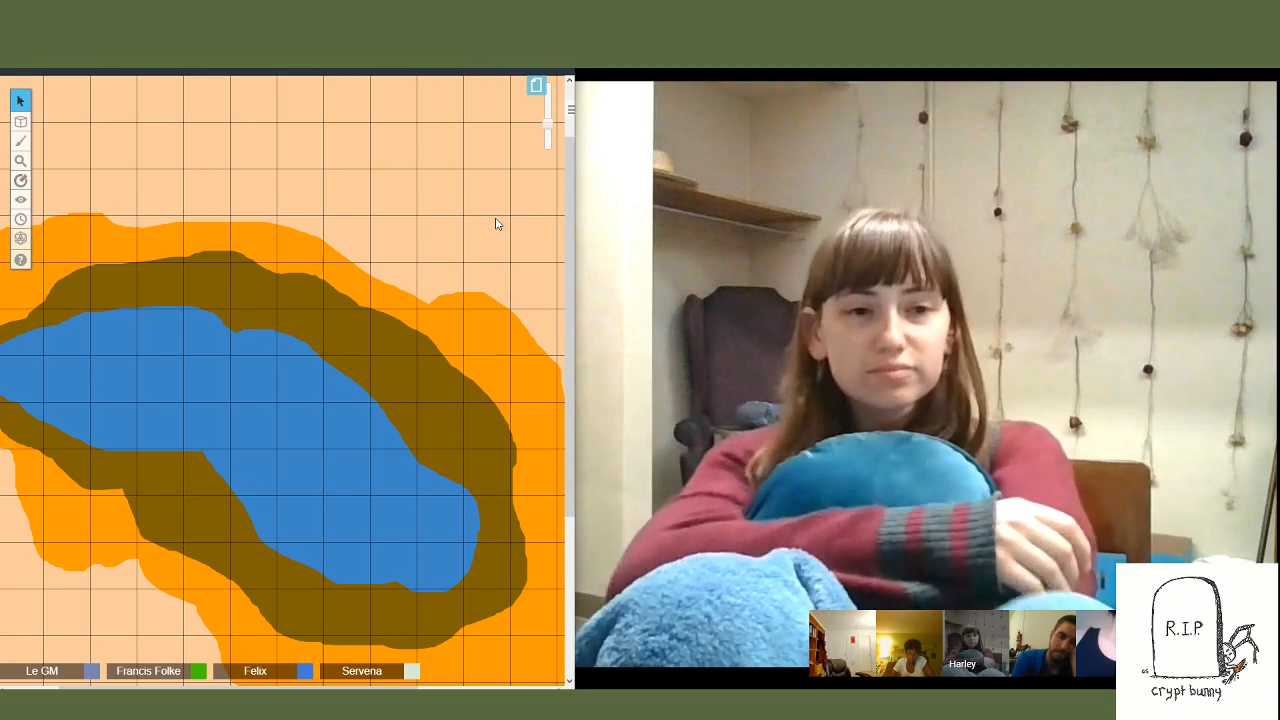 Le GM
Francis Folke
Felix
Servena
Harley
R.I.P.
crypt bunny